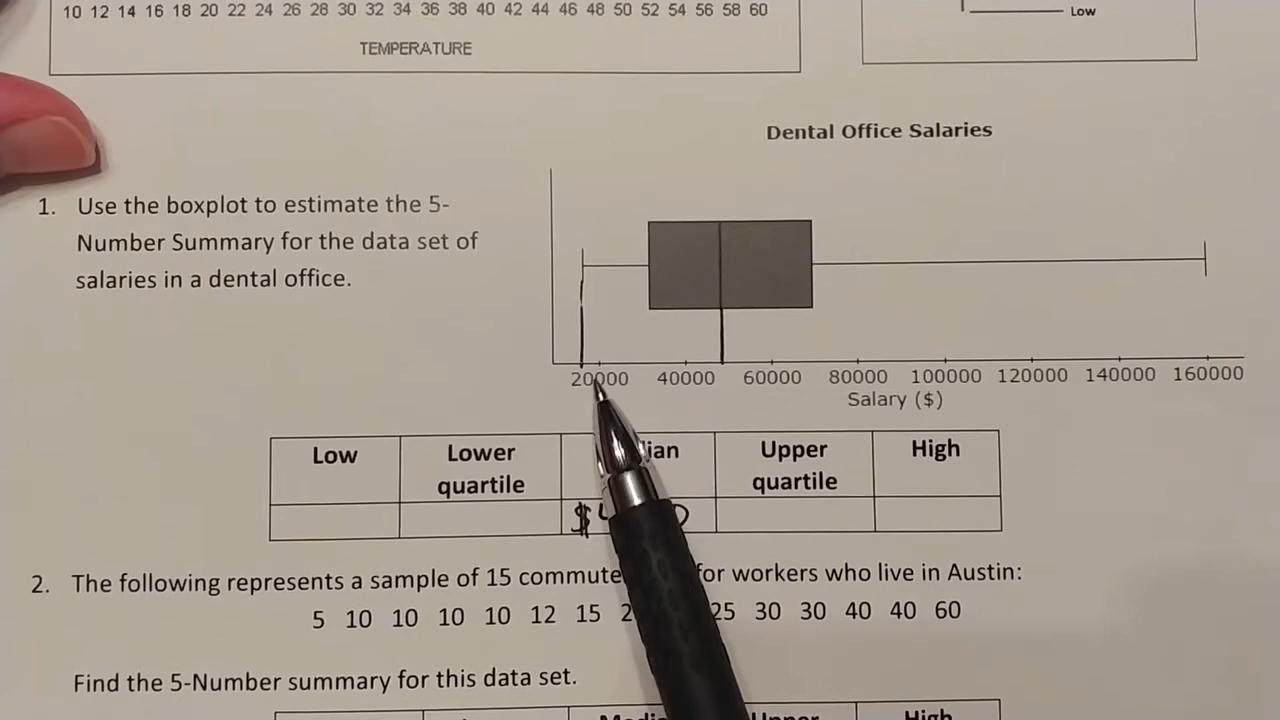 10 12 14 16 18 20 22 24 26 28 30 32 34 36 38 40 42 44 46 48 50 52 54 56 58 60
TEMPERATURE
Low
Dental Office Salaries
1. Use the boxplot to estimate the 5-
Number Summary for the data set of
salaries in a dental office.
20000 40000 60000 80000 100000 120000 140000 160000
Salary ($)
Low Lower quartile Upper quartile High
2. The following represents a sample of 15 for workers who live in Austin:
5 10 10 10 10 12 15 25 30 30 40 40 60
Find the 5-Number summary for this data set.
High